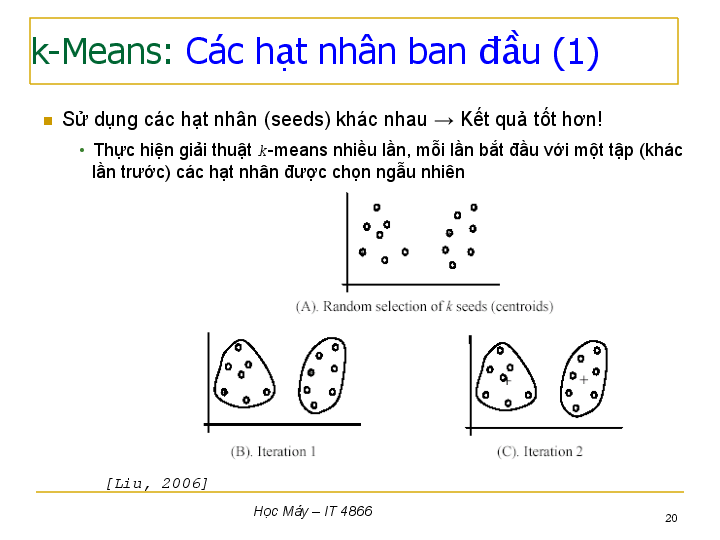 k-Means: Các hạt nhân ban đầu (1)
Sử dụng các hạt nhân (seeds) khác nhau → Kết quả tốt hơn!
• Thực hiện giải thuật k-means nhiều lần, mỗi lần bắt đầu với một tập (khác
lần trước) các hạt nhân được chọn ngẫu nhiên
(A). Random selection of k seeds (centroids)
(B). Iteration 1
(C). Iteration 2
[Liu, 2006]
Học Máy – IT 4866
20